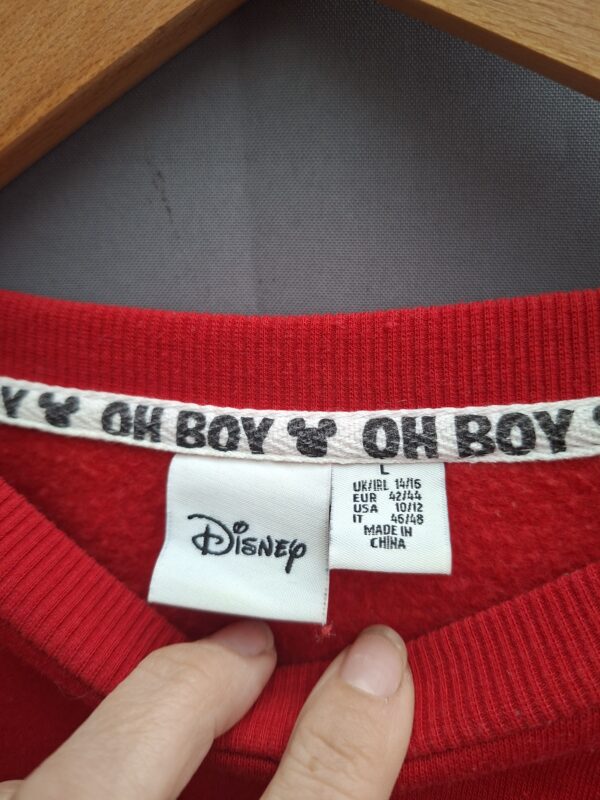 Y OH BOY OH BOY
Disney
L
UK/IRL 14/16
EUR 42/44
USA 10/12
IT 46/48
MADE IN
CHINA